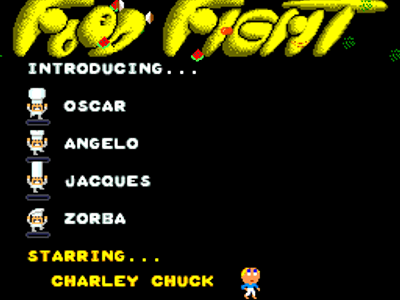 FOOD FIGHT
INTRODUCING...
OSCAR
ANGELO
JACQUES
ZORBA
STARRING...
CHARLEY CHUCK